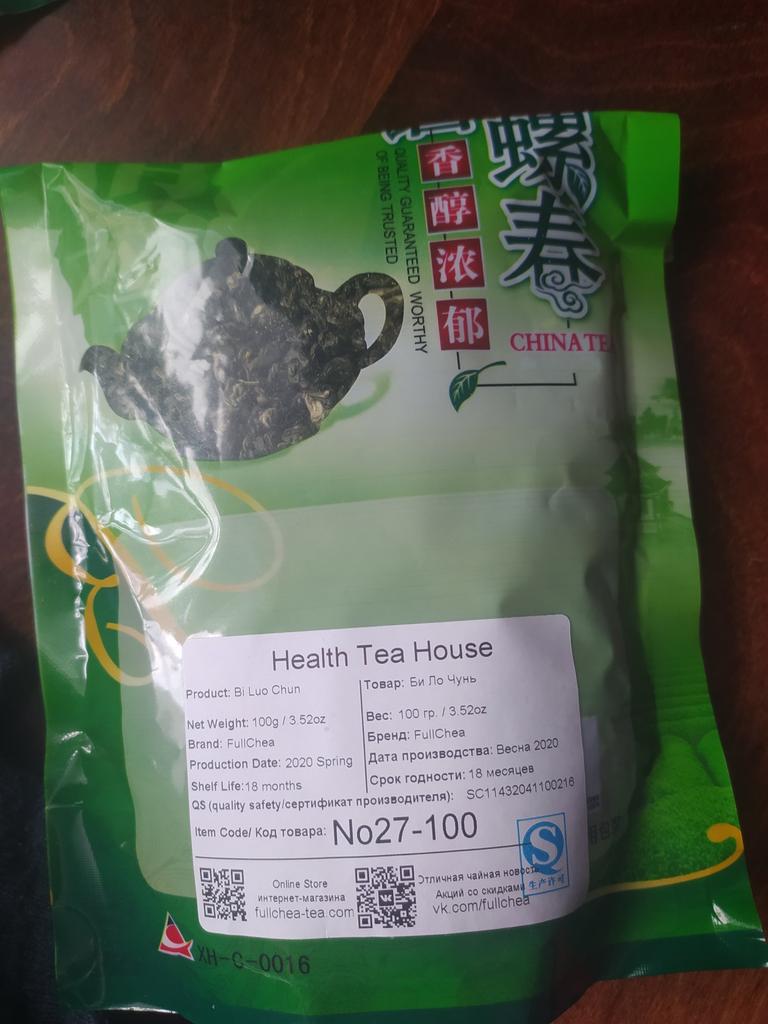 螺春
香醇浓郁
QUALITY GUARANTEED WORTHY
OF BEING TRUSTED
CHINA TE
Health Tea House
Product: Bi Luo Chun
Net Weight: 100g / 3.52oz
Brand: FullChea
Production Date: 2020 Spring
Shelf Life:18 months
Товар: Би Ло Чунь
Вес: 100 гр. / 3.52oz
Бренд: FullChea
Дата производства: Весна 2020
Срок годности: 18 месяцев
QS (quality safety/сертификат производителя): SC11432041100216
Item Code/ Код товара: No27-100
Online Store
интернет-магазина
fullchea-tea.com
Отличная чайная новость
Акций со скидками
vk.com/fullchea
生产许可
XH-C-0016